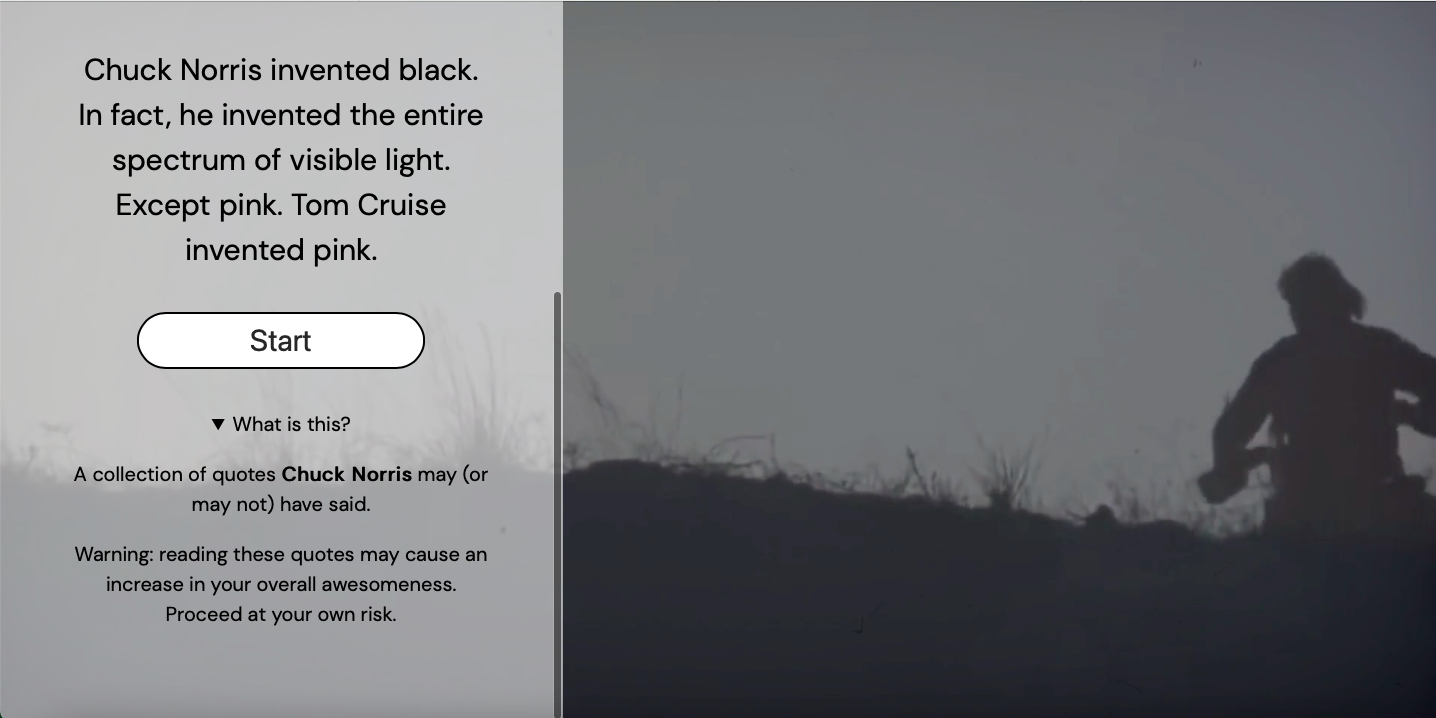 Chuck Norris invented black.
In fact, he invented the entire
spectrum of visible light.
Except pink. Tom Cruise
invented pink.
Start
▼ What is this?
A collection of quotes Chuck Norris may (or
may not) have said.
Warning: reading these quotes may cause an
increase in your overall awesomeness.
Proceed at your own risk.